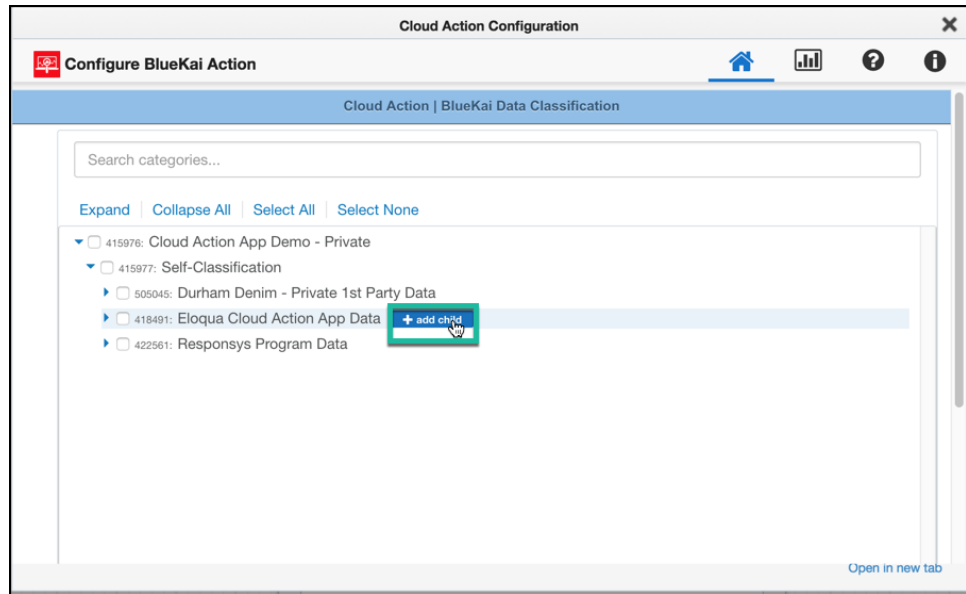 Cloud Action Configuration
Configure BlueKai Action
Cloud Action | BlueKai Data Classification
Search categories...
Expand Collapse All Select All Select None
415976: Cloud Action App Demo - Private
415977: Self-Classification
505045: Durham Denim - Private 1st Party Data
418491: Eloqua Cloud Action App Data + add child
422561: Responsys Program Data
Open in new tab